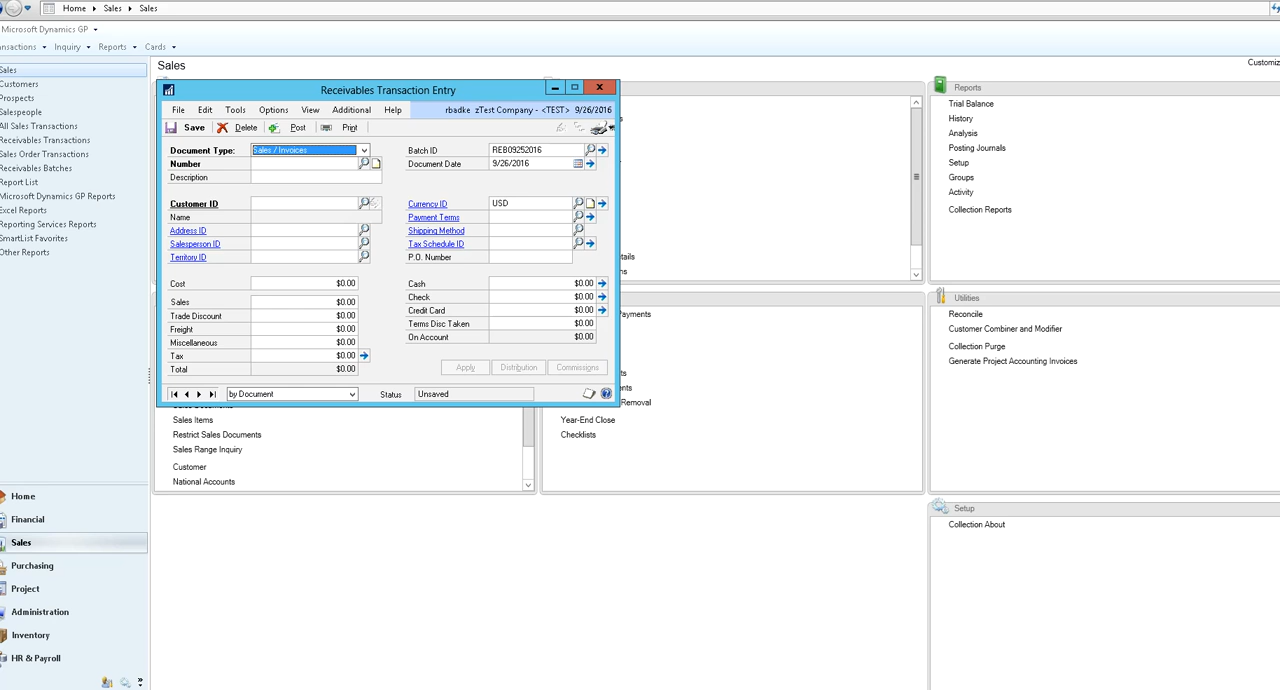 Home ▸ Sales ▸ Sales
Microsoft Dynamics GP
Inquiry Reports Cards
Customers
Prospects
Salespeople
All Sales Transactions
Receivables Transactions
Sales Order Transactions
Receivables Batches
Report List
Microsoft Dynamics GP Reports
Excel Reports
Reporting Services Reports
SmartList Favorites
Other Reports
Home
Financial
Sales
Purchasing
Project
Administration
Inventory
HR & Payroll
Sales
Receivables Transaction Entry
File Edit Tools Options View Additional Help rbadke zTest Company - <TEST> 9/26/2016
Save Delete Post Print
Document Type: Sales / Invoices
Number
Description
Batch ID REB09252016
Document Date 9/26/2016
Customer ID
Name
Address ID
Salesperson ID
Territory ID
Currency ID USD
Payment Terms
Shipping Method
Tax Schedule ID
P.O. Number
Cost $0.00
Sales $0.00
Trade Discount $0.00
Freight $0.00
Miscellaneous $0.00
Tax $0.00
Total $0.00
Cash $0.00
Check $0.00
Credit Card $0.00
Terms Disc Taken $0.00
On Account $0.00
Apply Distribution Commissions
by Document Status Unsaved
Sales Items
Restrict Sales Documents
Sales Range Inquiry
Customer
National Accounts
Year-End Close
Checklists
Reports
Trial Balance
History
Analysis
Posting Journals
Setup
Groups
Activity
Collection Reports
Utilities
Reconcile
Customer Combiner and Modifier
Collection Purge
Generate Project Accounting Invoices
Setup
Collection About